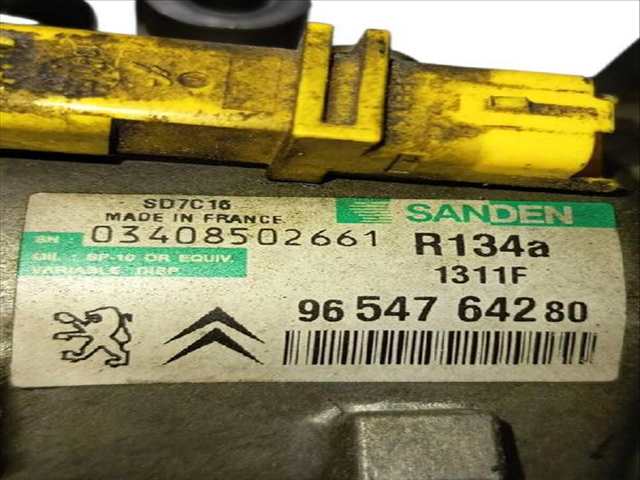 SD7C16
MADE IN FRANCE
SANDEN
SN: 03408502661
R134a
OIL : SP-10 OR EQUIV.
VARIABLE DISP.
1311F
96 547 642 80